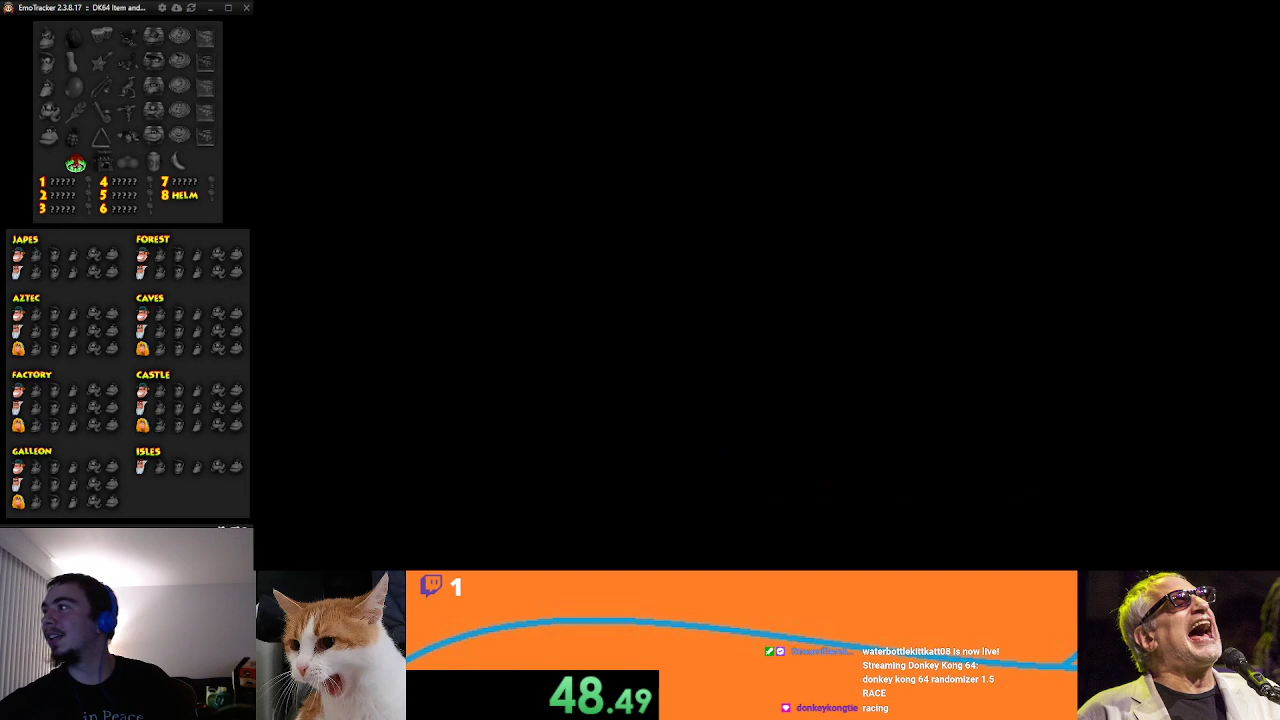 EmoTracker 2.3.8.17 :: DK64 Item and...
1 ?????
4 ?????
7 ?????
2 ?????
5 ?????
8 HELM
3 ?????
6 ?????
JAPES
FOREST
AZTEC
CAVES
FACTORY
CASTLE
GALLEON
ISLES
in Peace
1
48.49
waterbottlekittkatt08 is now live!
Streaming Donkey Kong 64:
donkey kong 64 randomizer 1.5
RACE
donkeykongtie racing